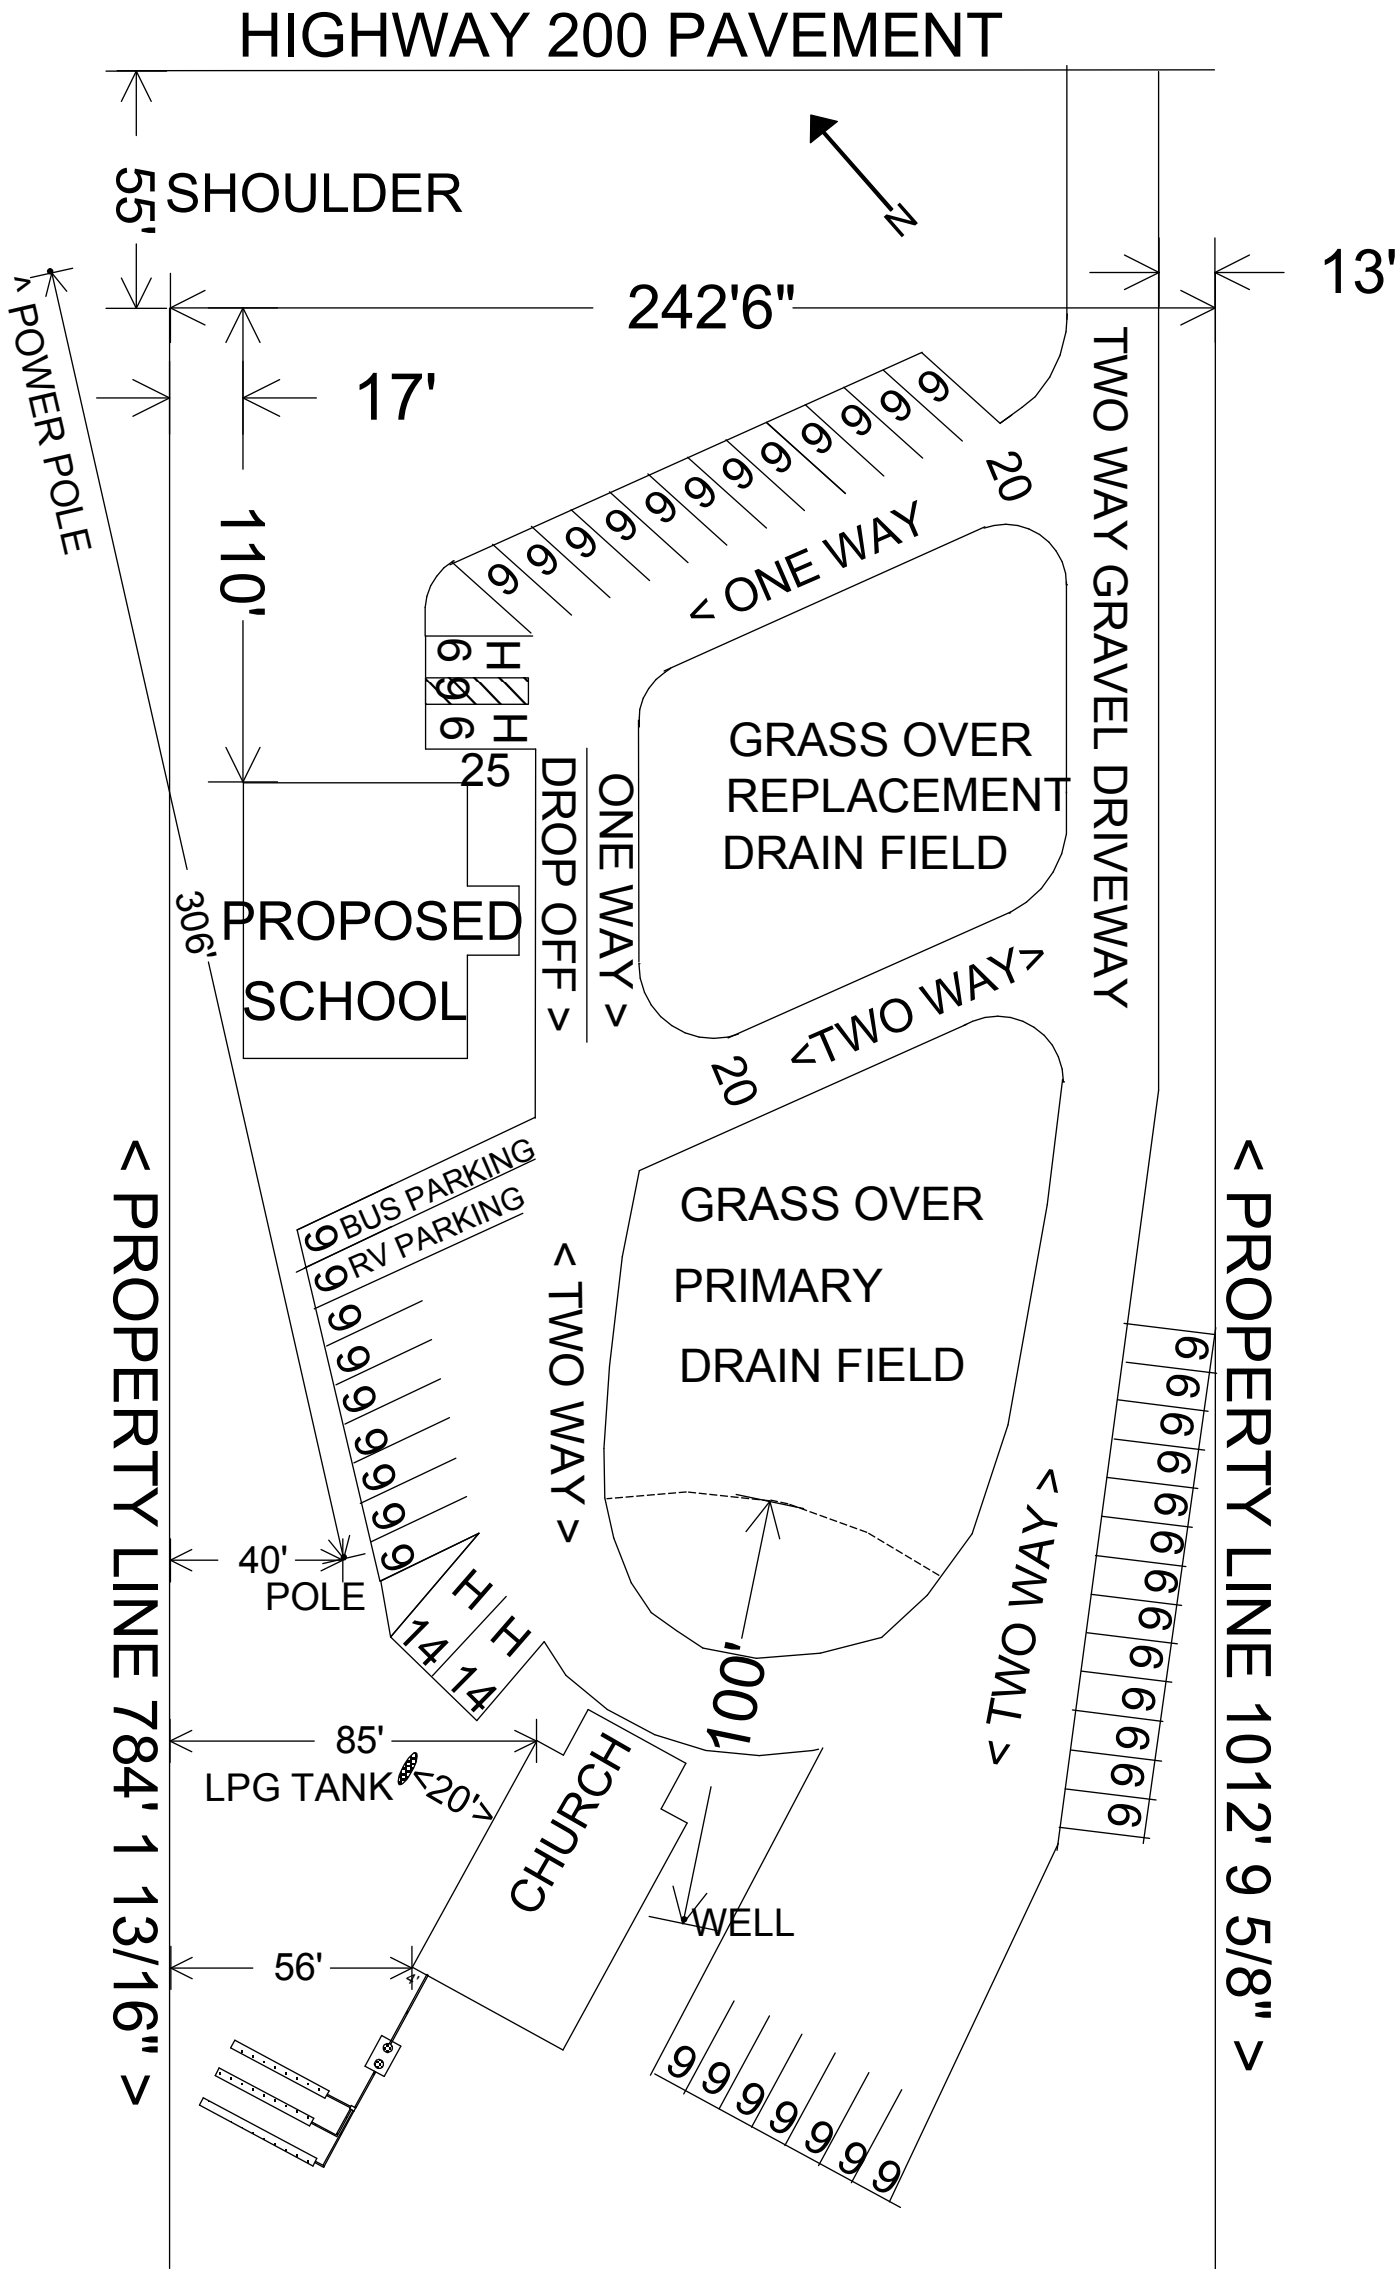 HIGHWAY 200 PAVEMENT
55'
SHOULDER
N
13'
242'6"
< POWER POLE
17'
110'
TWO WAY GRAVEL DRIVEWAY
9
9
9
9
9
9
9
9
9
9
9
9
20
< ONE WAY
9 H
9
9 H
25
DROP OFF >
ONE WAY >
GRASS OVER
REPLACEMENT
DRAIN FIELD
306'
PROPOSED
SCHOOL
<TWO WAY>
20
< PROPERTY LINE 784' 1 13/16" >
< PROPERTY LINE 1012' 9 5/8" >
9 BUS PARKING
9 RV PARKING
9
9
9
9
9
9
9
< TWO WAY >
GRASS OVER
PRIMARY
DRAIN FIELD
9
9
9
9
9
9
9
9
9
9
9
9
9
< TWO WAY >
40'
POLE
H
H
14
14
100'
85'
LPG TANK
<20'>
CHURCH
WELL
56'
4'
9
9
9
9
9
9
9